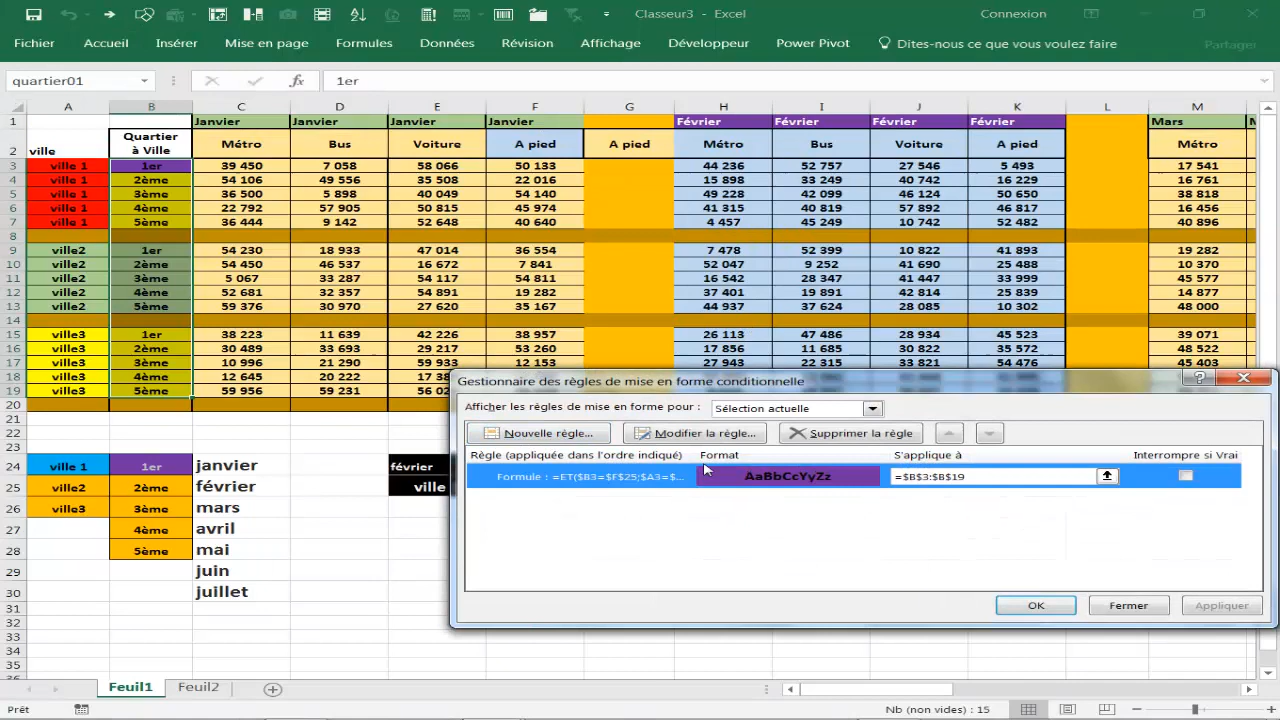 Classeur3 - Excel
Connexion
Fichier Accueil Insérer Mise en page Formules Données Révision Affichage Développeur Power Pivot Dites-nous ce que vous voulez faire Partager
quartier01 fx 1er
A B C D E F G H I J K L M
1 Janvier Janvier Janvier Janvier Février Février Février Février Mars
2 ville Quartier à Ville Métro Bus Voiture A pied A pied Métro Bus Voiture A pied Métro
3 ville 1 1er 39 450 7 058 58 066 50 133 44 236 52 757 27 546 5 493 17 541
4 ville 1 2ème 54 106 49 556 35 508 22 016 15 898 33 249 40 742 16 229 16 761
5 ville 1 3ème 36 500 5 898 40 049 54 140 49 228 42 099 46 124 50 650 38 818
6 ville 1 4ème 22 792 57 905 50 815 45 974 41 315 40 819 57 892 46 817 16 456
7 ville 1 5ème 36 444 9 142 52 648 40 640 4 457 45 249 10 742 52 482 40 896
8
9 ville2 1er 54 230 18 933 47 014 36 554 7 478 52 399 10 822 41 893 19 282
10 ville2 2ème 54 450 46 537 16 672 7 841 52 047 9 252 41 690 25 488 10 370
11 ville2 3ème 5 067 33 287 54 117 54 811 16 542 28 347 41 447 33 999 45 577
12 ville2 4ème 52 681 32 357 54 891 19 282 37 401 19 891 42 814 25 839 14 877
13 ville2 5ème 59 376 30 970 27 620 35 167 44 937 37 624 28 085 10 302 48 000
14
15 ville3 1er 38 223 11 639 42 226 38 957 26 113 47 486 28 934 45 523 39 071
16 ville3 2ème 30 489 33 693 29 217 53 260 17 856 11 685 30 822 35 572 48 522
17 ville3 3ème 10 996 21 290 59 933 12 153 27 943 22 315 33 821 54 476 45 403
18 ville3 4ème 12 645 20 222 17 38
19 ville3 5ème 59 956 59 231 56 02
20
21
22
23
24 ville 1 1er janvier février
25 ville2 2ème février ville
26 ville3 3ème mars
27 4ème avril
28 5ème mai
29 juin
30 juillet
31
32
33
34
35
Gestionnaire des règles de mise en forme conditionnelle
Afficher les règles de mise en forme pour : Sélection actuelle
Nouvelle règle... Modifier la règle... Supprimer la règle
Règle (appliquée dans l'ordre indiqué) Format S'applique à Interrompre si Vrai
Formule : =ET($B3=$F$25;$A3=$... AaBbCcYyZz =$B$3:$B$19
OK Fermer Appliquer
Feuil1 Feuil2
Prêt Nb (non vides) : 15